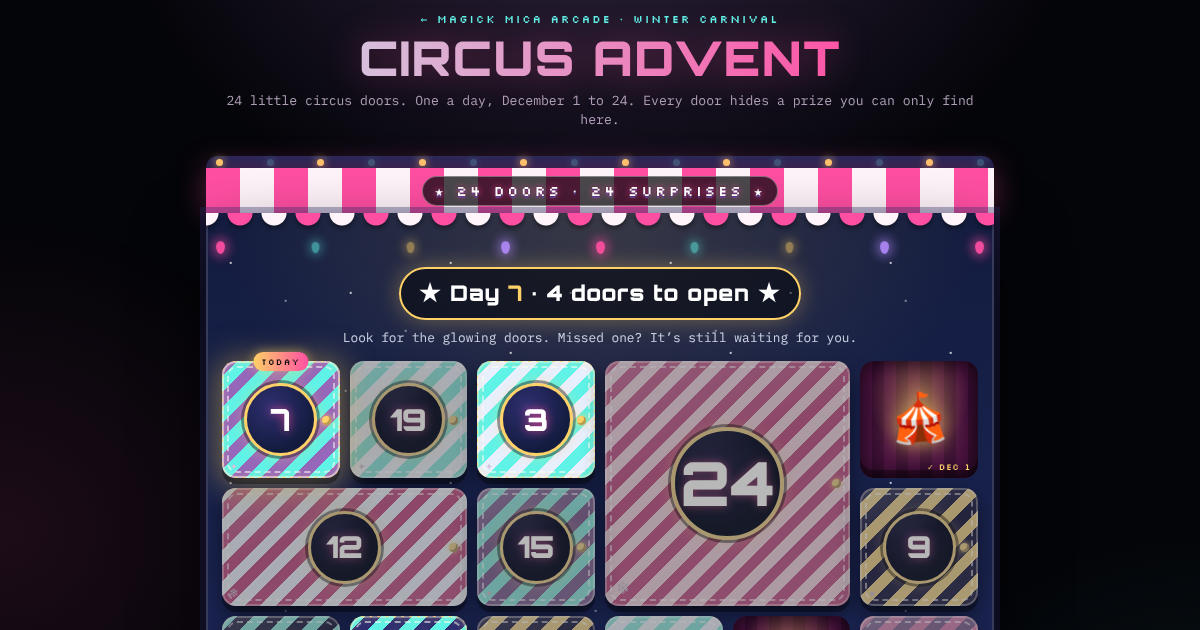 ← MAGICK MICA ARCADE · WINTER CARNIVAL
CIRCUS ADVENT
24 little circus doors. One a day, December 1 to 24. Every door hides a prize you can only find
here.
★ 24 DOORS · 24 SURPRISES ★
★ Day 7 · 4 doors to open ★
Look for the glowing doors. Missed one? It’s still waiting for you.
TODAY
7
19
3
24
✓ DEC 1
12
15
9